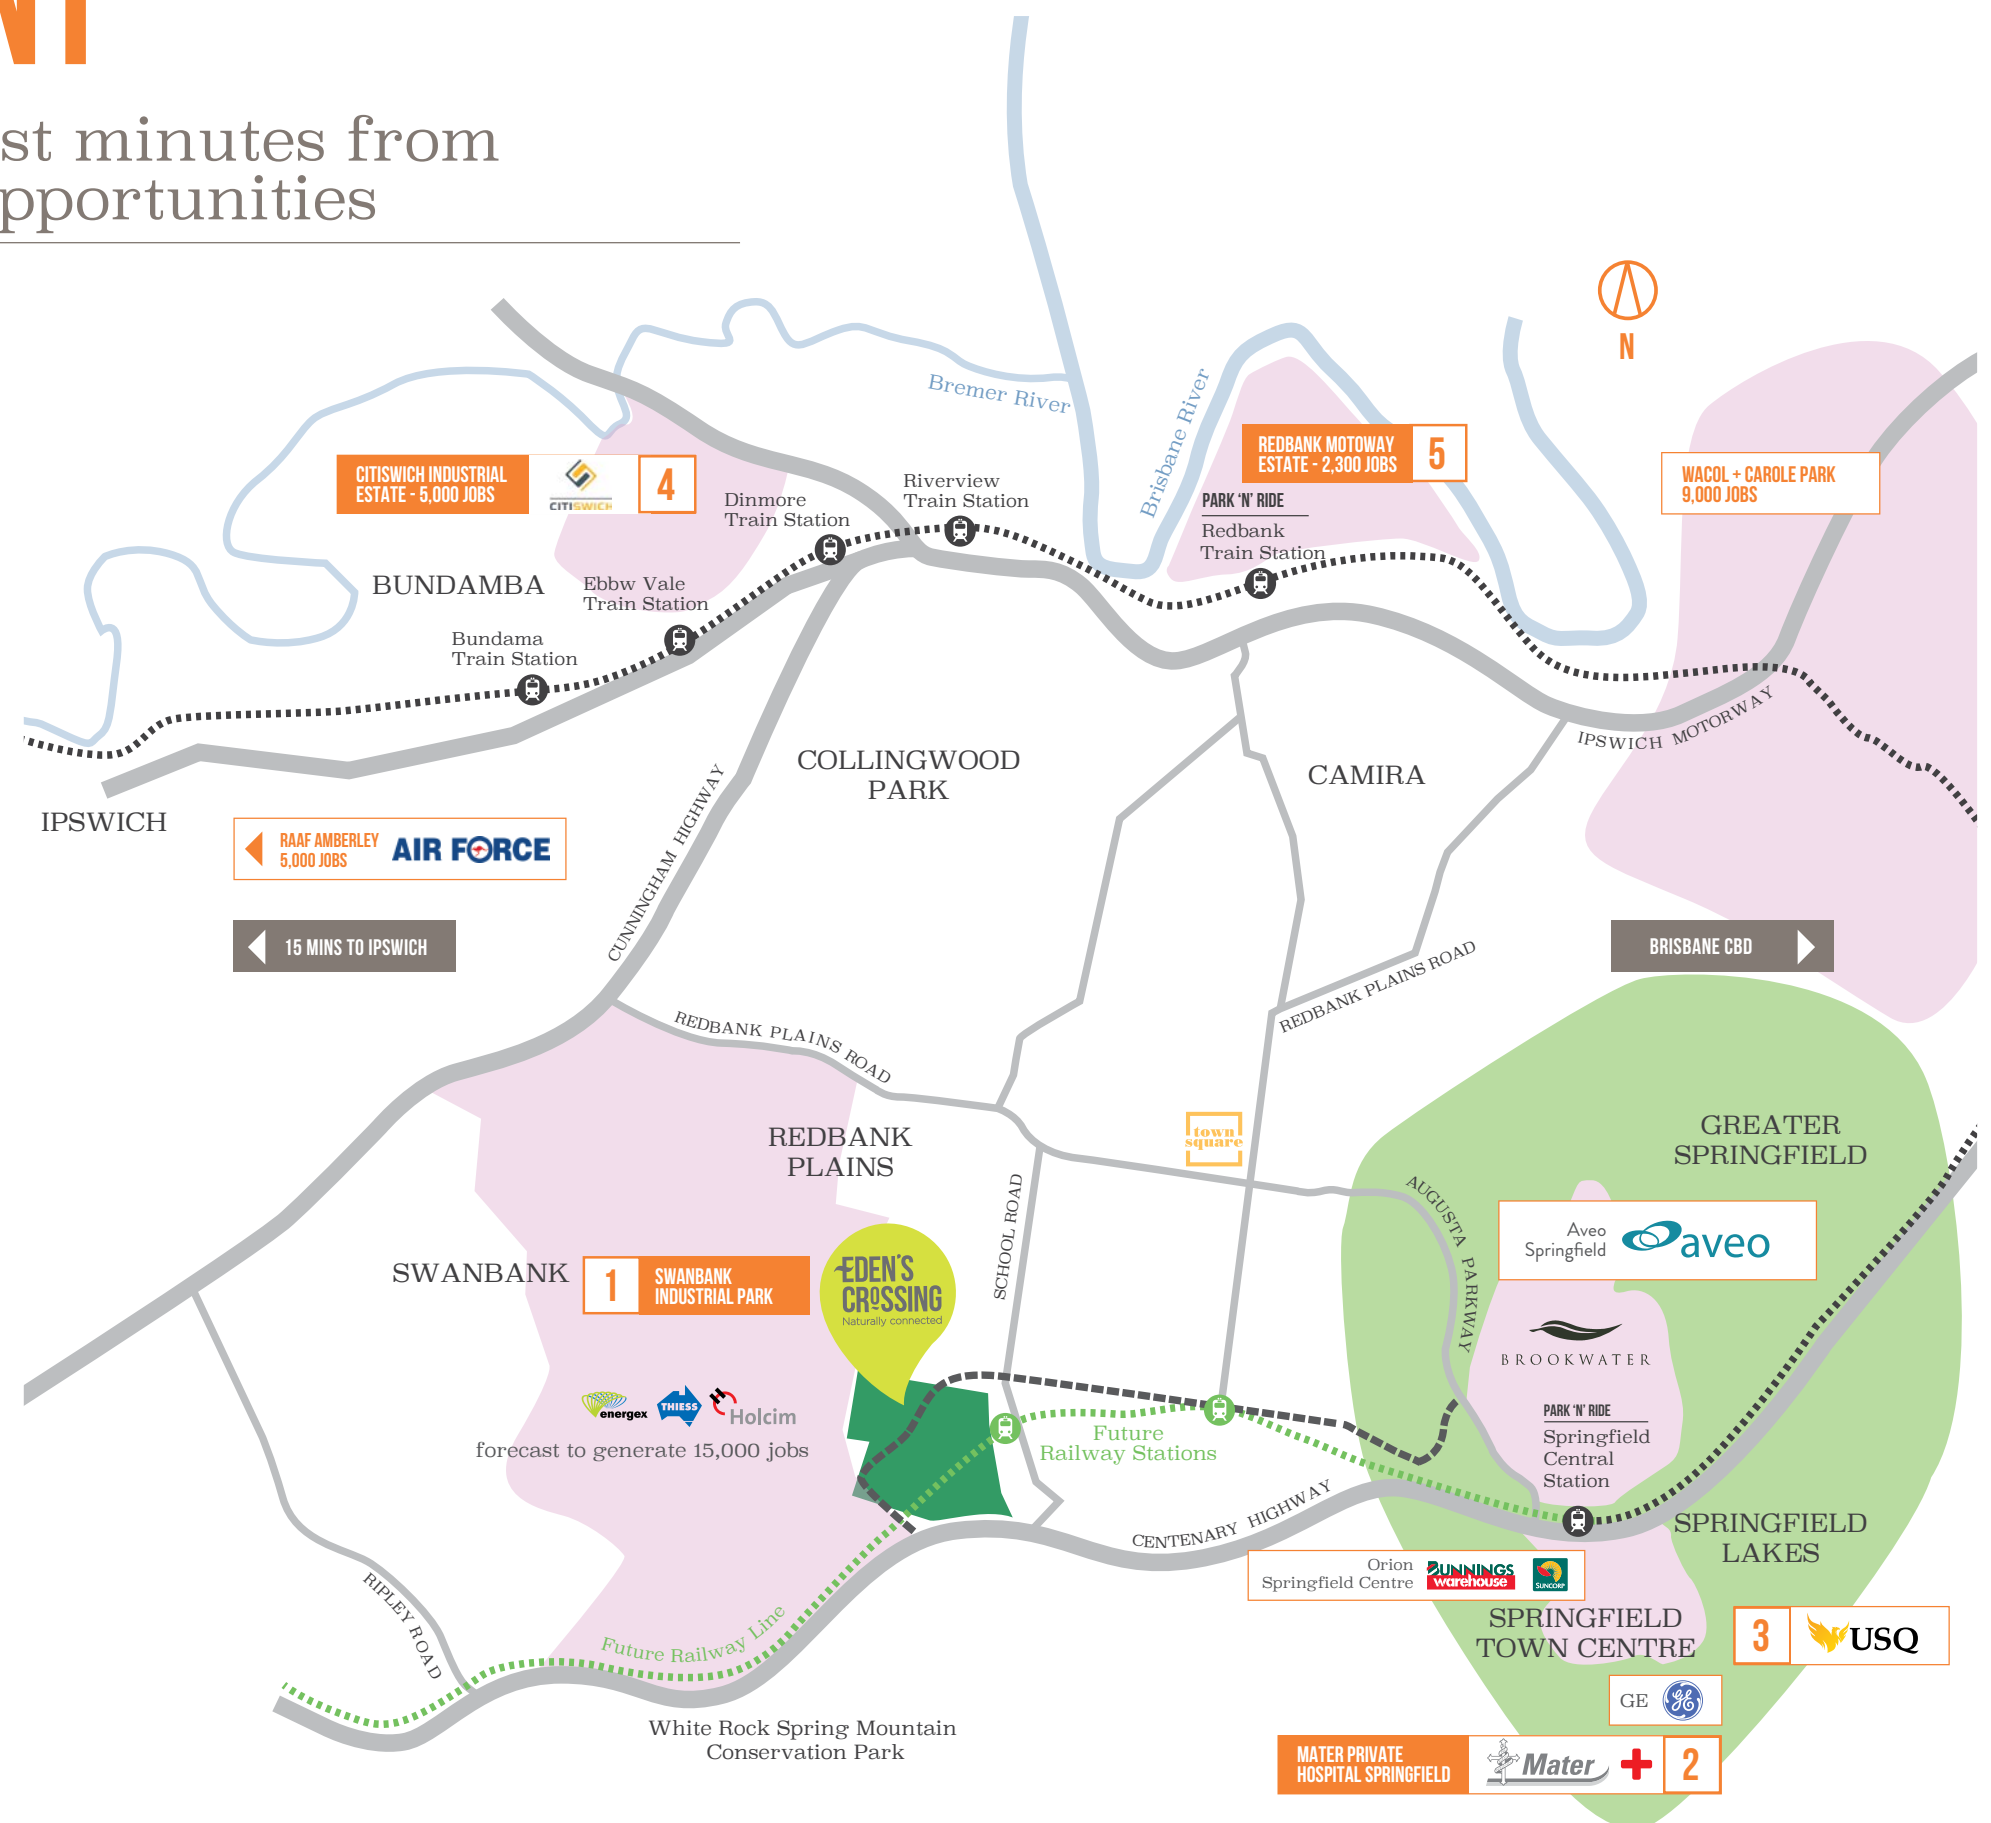 NT
st minutes from
pportunities
N
Bremer River
Brisbane River
CITISWICH INDUSTRIAL
ESTATE - 5,000 JOBS
CITISWICH
4
REDBANK MOTOWAY
ESTATE - 2,300 JOBS
5
WACOL + CAROLE PARK
9,000 JOBS
Dinmore
Train Station
Riverview
Train Station
PARK 'N' RIDE
Redbank
Train Station
BUNDAMBA
Ebbw Vale
Train Station
Bundama
Train Station
IPSWICH MOTORWAY
COLLINGWOOD
PARK
CAMIRA
IPSWICH
CUNNINGHAM HIGHWAY
RAAF AMBERLEY
5,000 JOBS
AIR FORCE
15 MINS TO IPSWICH
BRISBANE CBD
REDBANK PLAINS ROAD
REDBANK PLAINS ROAD
REDBANK
PLAINS
town
square
GREATER
SPRINGFIELD
SCHOOL ROAD
AUGUSTA PARKWAY
Aveo
Springfield
aveo
SWANBANK
1
SWANBANK
INDUSTRIAL PARK
EDEN'S
CROSSING
Naturally connected
BROOKWATER
energex
THIESS
H
Holcim
forecast to generate 15,000 jobs
Future
Railway Stations
PARK 'N' RIDE
Springfield
Central
Station
CENTENARY HIGHWAY
SPRINGFIELD
LAKES
Orion
Springfield Centre
BUNNINGS
warehouse
SUNCORP
RIPLEY ROAD
Future Railway Line
SPRINGFIELD
TOWN CENTRE
3
USQ
GE
GE
White Rock Spring Mountain
Conservation Park
MATER PRIVATE
HOSPITAL SPRINGFIELD
Mater
2